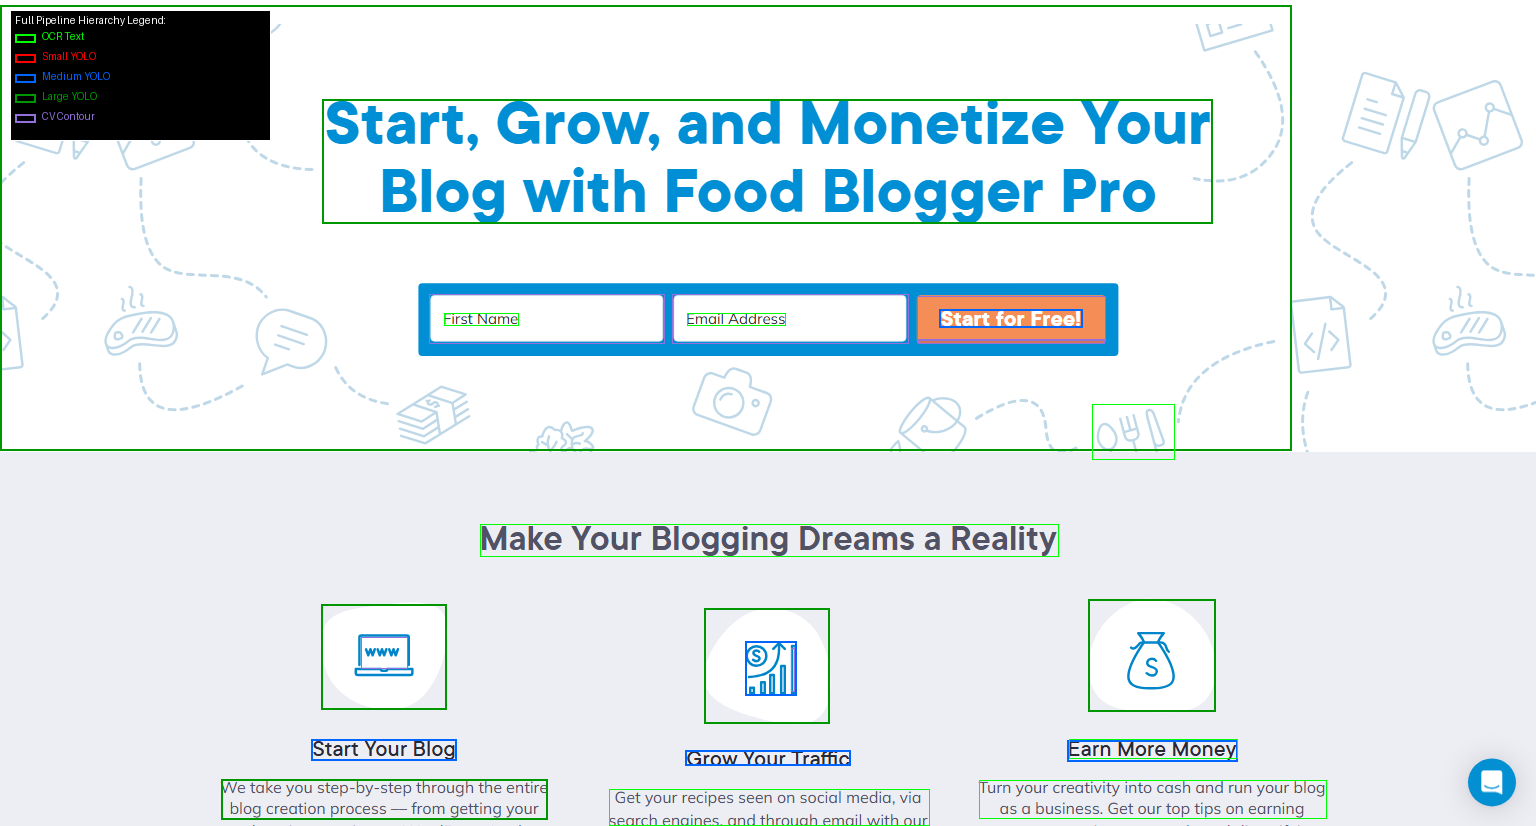 Full Pipeline Hierarchy Legend:
OCR Text
Small YOLO
Medium YOLO
Large YOLO
CV Contour
Start, Grow, and Monetize Your
Blog with Food Blogger Pro
First Name
Email Address
Start for Free!
Make Your Blogging Dreams a Reality
www
$
S
Start Your Blog
We take you step-by-step through the entire
blog creation process — from getting your
Grow Your Traffic
Get your recipes seen on social media, via
search engines, and through email with our
Earn More Money
Turn your creativity into cash and run your blog
as a business. Get our top tips on earning